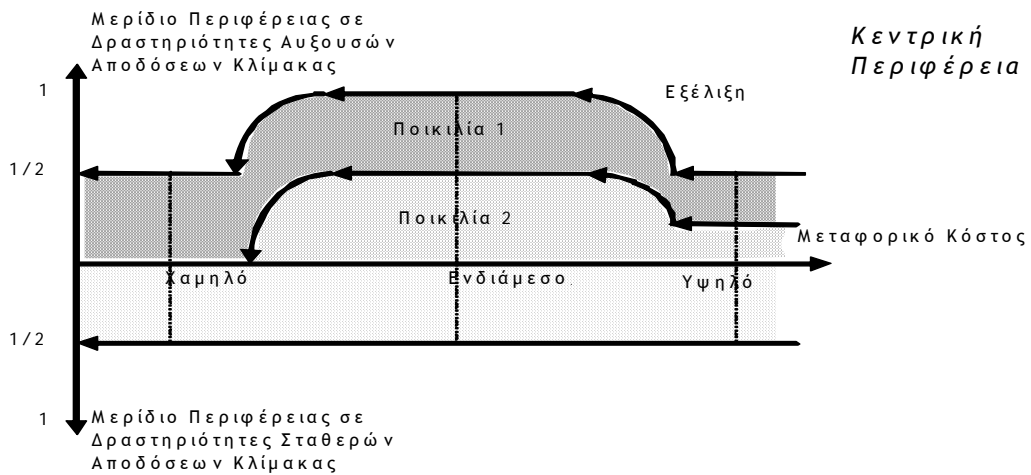 Μερίδιο Περιφέρειας σε
Δραστηριότητες Αυξουσών
Αποδόσεων Κλίμακας
Κεντρική
Περιφέρεια
1
Εξέλιξη
Ποικιλία 1
1/2
Ποικιλία 2
Μεταφορικό Κόστος
Χαμηλό
Ενδιάμεσο
Υψηλό
1/2
1
Μερίδιο Περιφέρειας σε
Δραστηριότητες Σταθερών
Αποδόσεων Κλίμακας